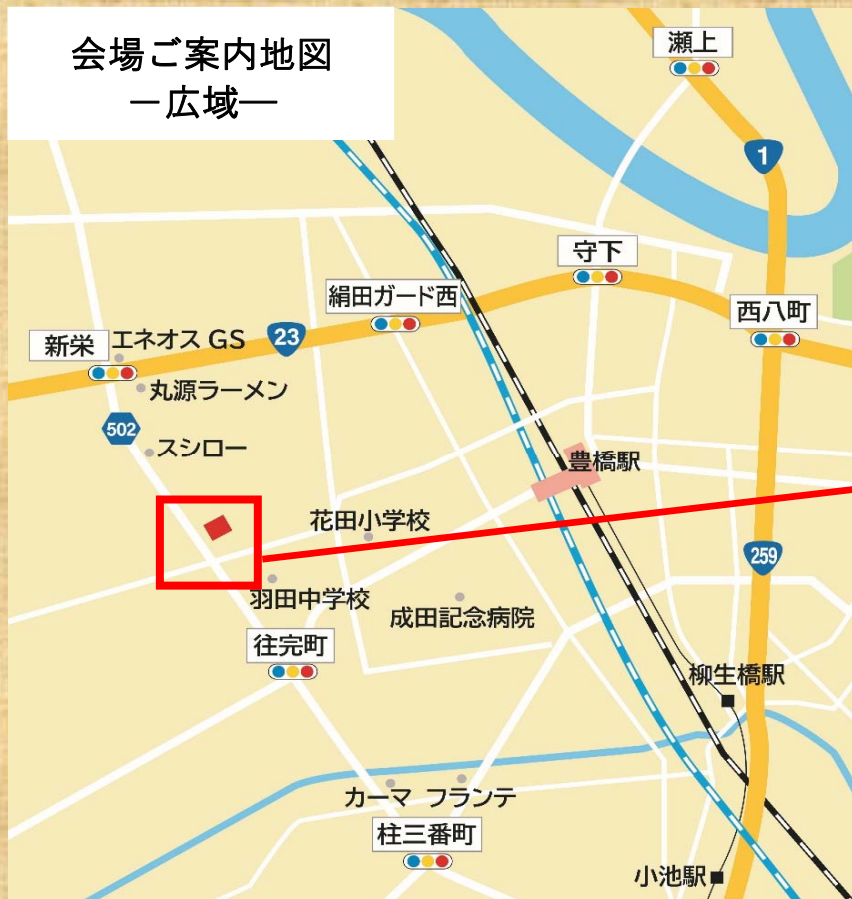 会場ご案内地図
－広域―
瀬上
1
守下
絹田ガード西
西八町
新栄
エネオス GS
23
丸源ラーメン
502
スシロー
豊橋駅
花田小学校
259
羽田中学校
成田記念病院
往完町
柳生橋駅
カーマ フランテ
柱三番町
小池駅